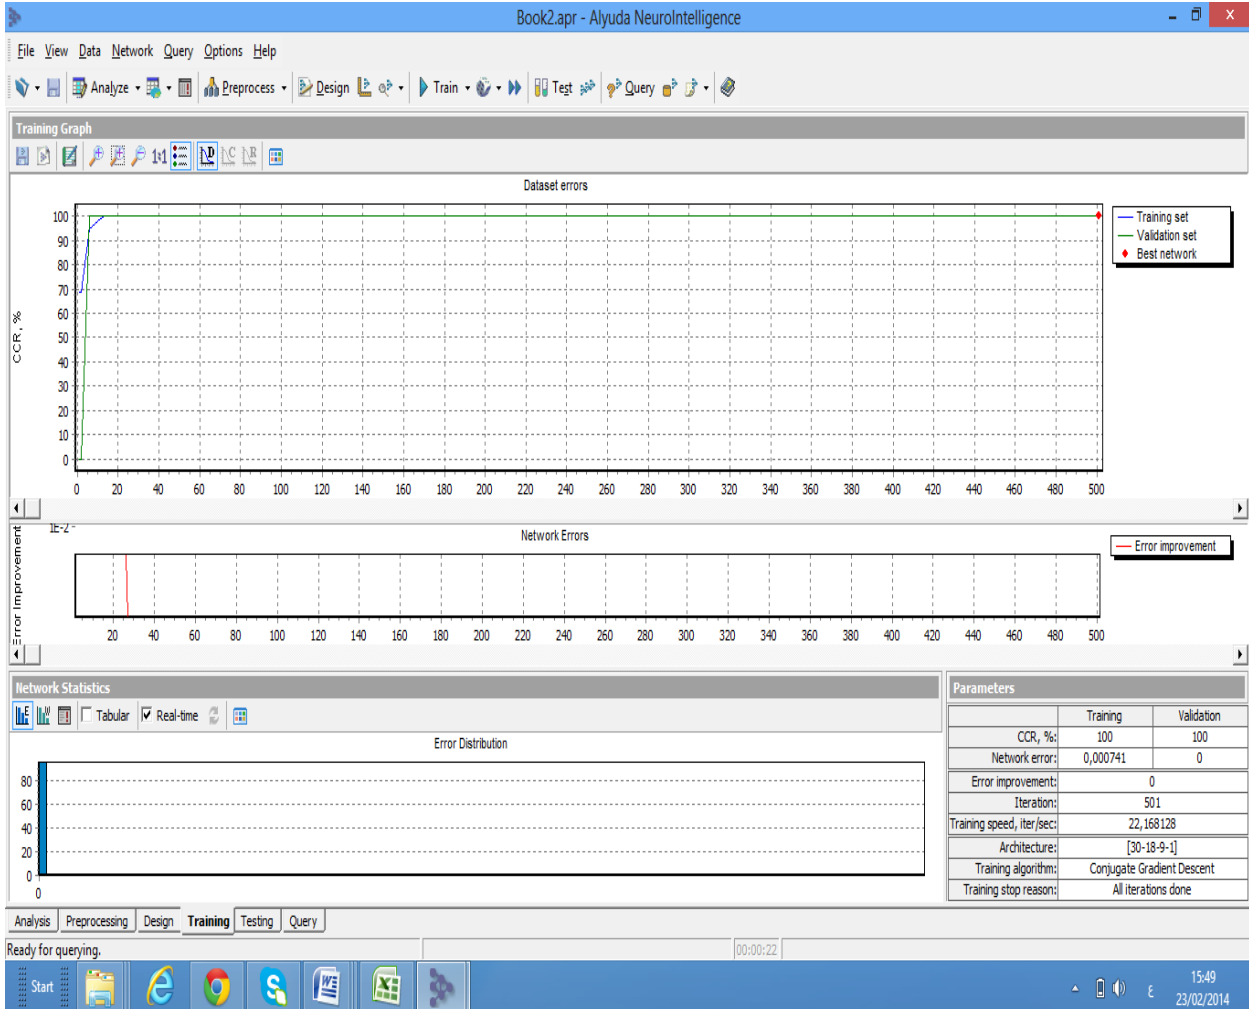 Book2.apr - Alyuda NeuroIntelligence
File View Data Network Query Options Help
Analyze Preprocess Design Train Test Query
Training Graph
1:1 D C R
Dataset errors
CCR, %
100
90
80
70
60
50
40
30
20
10
0
0 20 40 60 80 100 120 140 160 180 200 220 240 260 280 300 320 340 360 380 400 420 440 460 480 500
Training set
Validation set
Best network
Network Errors
Error Improvement
1E-2
20 40 60 80 100 120 140 160 180 200 220 240 260 280 300 320 340 360 380 400 420 440 460 480 500
Error improvement
Network Statistics
Tabular Real-time
Error Distribution
80
60
40
20
0
0
Parameters
Training Validation
CCR, %: 100 100
Network error: 0,000741 0
Error improvement: 0
Iteration: 501
Training speed, iter/sec: 22,168128
Architecture: [30-18-9-1]
Training algorithm: Conjugate Gradient Descent
Training stop reason: All iterations done
Analysis Preprocessing Design Training Testing Query
Ready for querying. 00:00:22
Start ع 15:49
23/02/2014